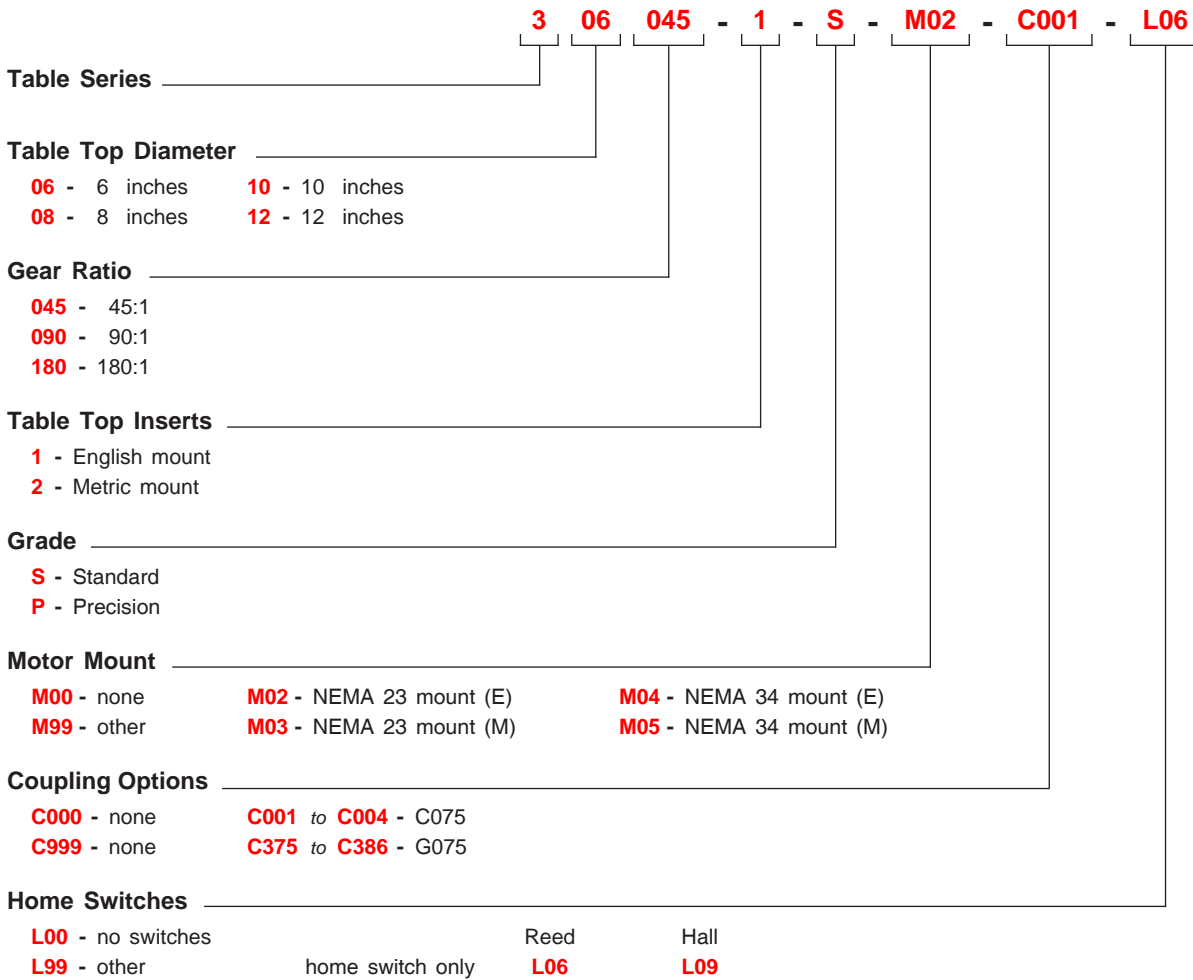 3 06 045 - 1 - S - M02 - C001 - L06
Table Series
Table Top Diameter
06 - 6 inches 10 - 10 inches
08 - 8 inches 12 - 12 inches
Gear Ratio
045 - 45:1
090 - 90:1
180 - 180:1
Table Top Inserts
1 - English mount
2 - Metric mount
Grade
S - Standard
P - Precision
Motor Mount
M00 - none M02 - NEMA 23 mount (E) M04 - NEMA 34 mount (E)
M99 - other M03 - NEMA 23 mount (M) M05 - NEMA 34 mount (M)
Coupling Options
C000 - none C001 to C004 - C075
C999 - none C375 to C386 - G075
Home Switches
L00 - no switches Reed Hall
L99 - other home switch only L06 L09